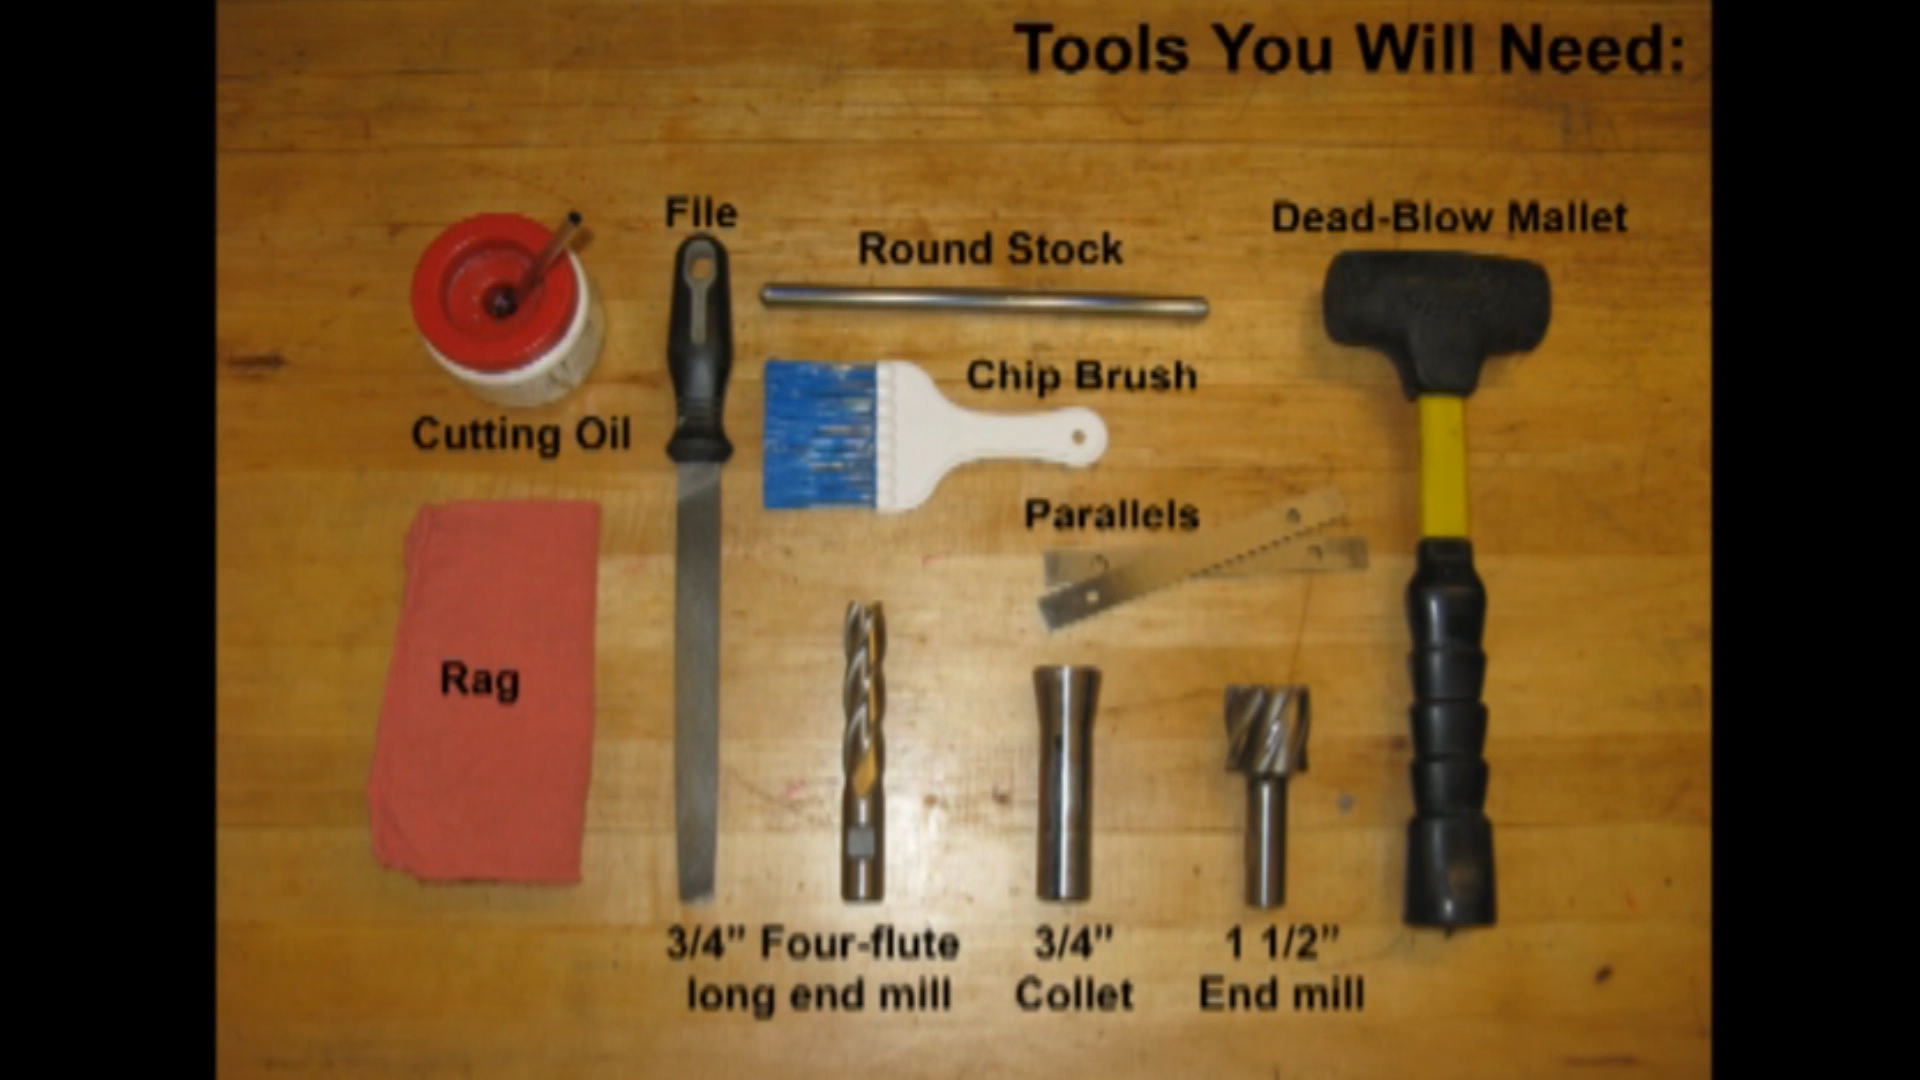 Tools You Will Need:
File
Round Stock
Dead-Blow Mallet
Chip Brush
Cutting Oil
Parallels
Rag
3/4” Four-flute
long end mill
3/4”
Collet
1 1/2”
End mill